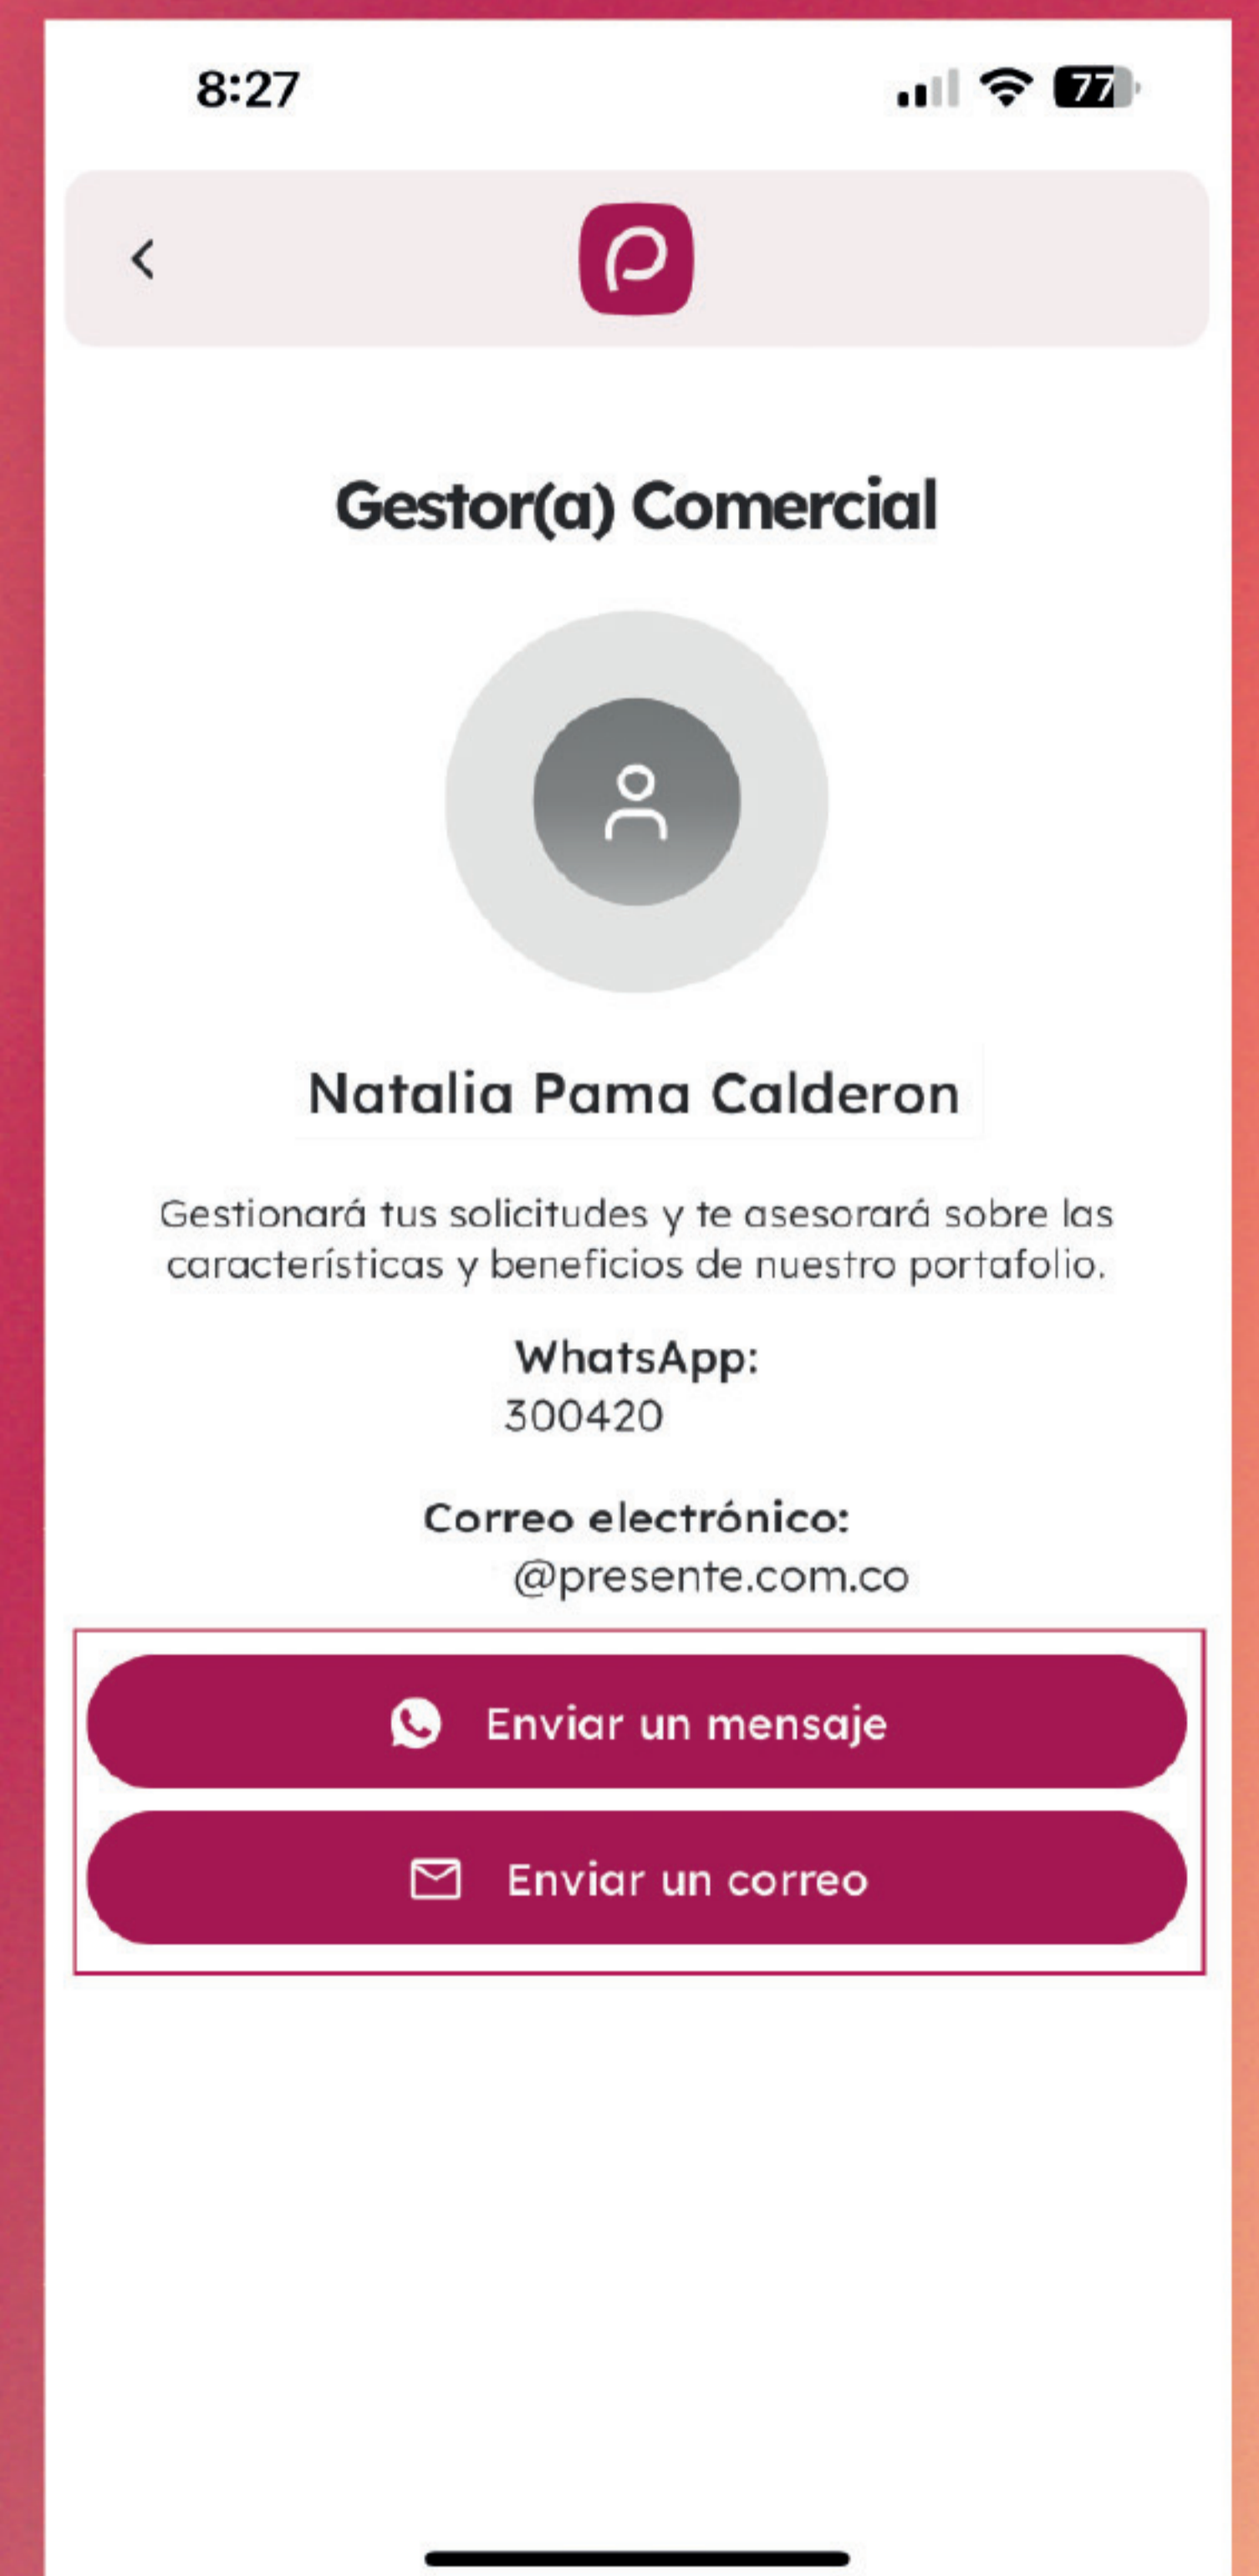 8:27
77
Gestor(a) Comercial
Natalia Pama Calderon
Gestionará tus solicitudes y te asesorará sobre las
características y beneficios de nuestro portafolio.
WhatsApp:
300420
Correo electrónico:
@presente.com.co
Enviar un mensaje
Enviar un correo